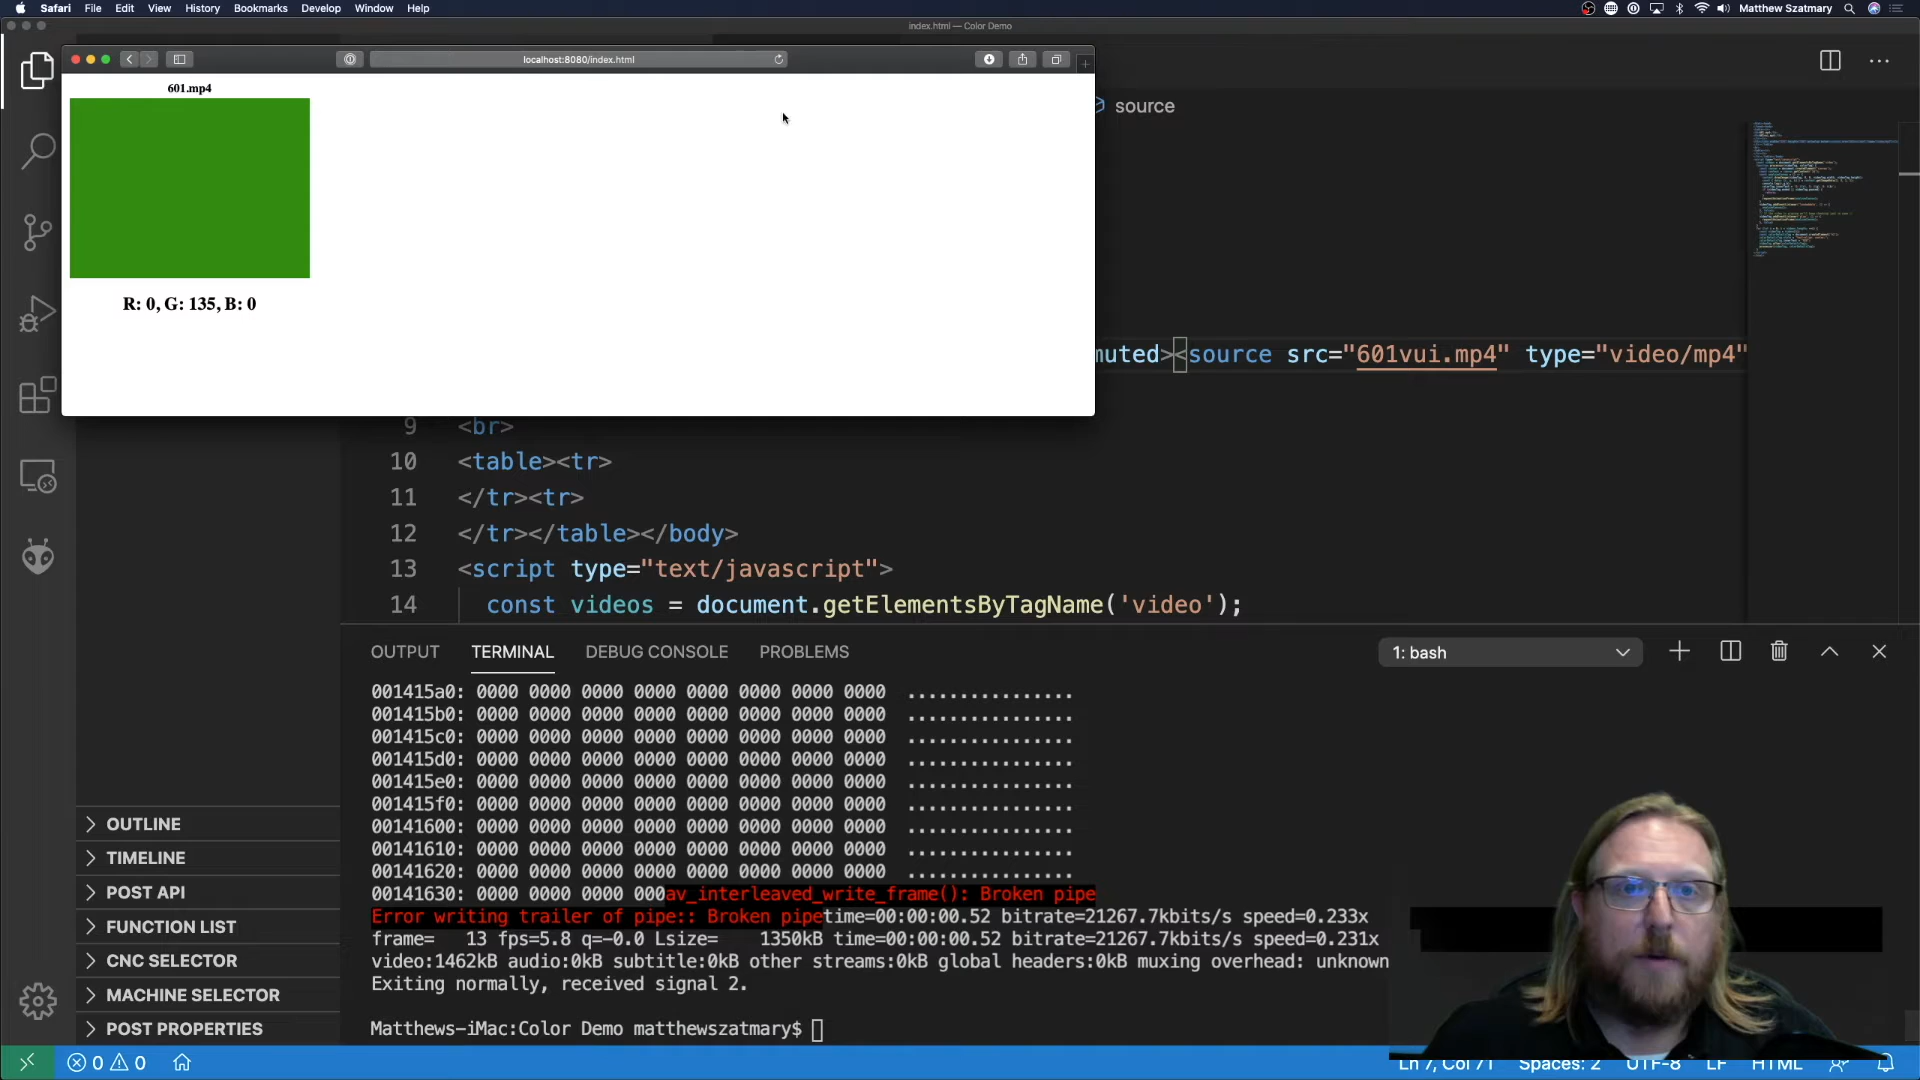 Safari File Edit View History Bookmarks Develop Window Help
Matthew Szatmary
index.html — Color Demo
localhost:8080/index.html
601.mp4
R: 0, G: 135, B: 0
source
muted><source src="601vui.mp4" type="video/mp4"
9 <br>
10 <table><tr>
11 </tr><tr>
12 </tr></table></body>
13 <script type="text/javascript">
14 const videos = document.getElementsByTagName('video');
OUTPUT TERMINAL DEBUG CONSOLE PROBLEMS
1: bash
001415a0: 0000 0000 0000 0000 0000 0000 0000 0000 ................
001415b0: 0000 0000 0000 0000 0000 0000 0000 0000 ................
001415c0: 0000 0000 0000 0000 0000 0000 0000 0000 ................
001415d0: 0000 0000 0000 0000 0000 0000 0000 0000 ................
001415e0: 0000 0000 0000 0000 0000 0000 0000 0000 ................
001415f0: 0000 0000 0000 0000 0000 0000 0000 0000 ................
00141600: 0000 0000 0000 0000 0000 0000 0000 0000 ................
00141610: 0000 0000 0000 0000 0000 0000 0000 0000 ................
00141620: 0000 0000 0000 0000 0000 0000 0000 0000 ................
00141630: 0000 0000 0000 000av_interleaved_write_frame(): Broken pipe
Error writing trailer of pipe:: Broken pipetime=00:00:00.52 bitrate=21267.7kbits/s speed=0.233x
frame= 13 fps=5.8 q=-0.0 Lsize= 1350kB time=00:00:00.52 bitrate=21267.7kbits/s speed=0.231x
video:1462kB audio:0kB subtitle:0kB other streams:0kB global headers:0kB muxing overhead: unknown
Exiting normally, received signal 2.
Matthews-iMac:Color Demo matthewszatmary$
OUTLINE
TIMELINE
POST API
FUNCTION LIST
CNC SELECTOR
MACHINE SELECTOR
POST PROPERTIES
0 0
Ln 7, Col 71 Spaces: 2 UTF-8 LF HTML